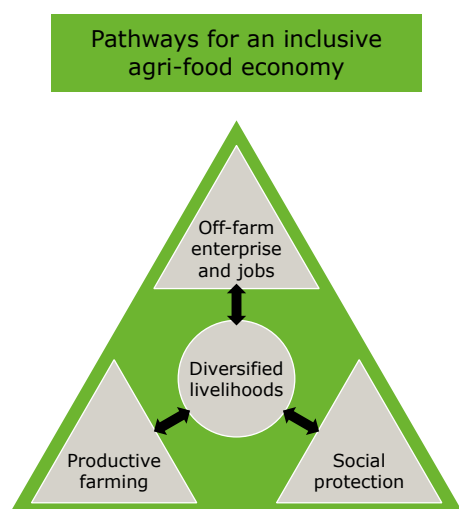 Pathways for an inclusive
agri-food economy
Off-farm
enterprise
and jobs
Diversified
livelihoods
Productive
farming
Social
protection